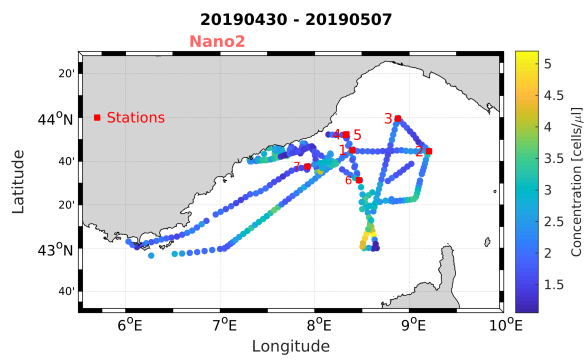 20190430 - 20190507
Nano2
20'
44°N
40'
20'
43°N
40'
Latitude
Stations
3
4 5
1
2
7
6
6°E 7°E 8°E 9°E 10°E
Longitude
5
4.5
4
3.5
3
2.5
2
1.5
Concentration [cells/μl]